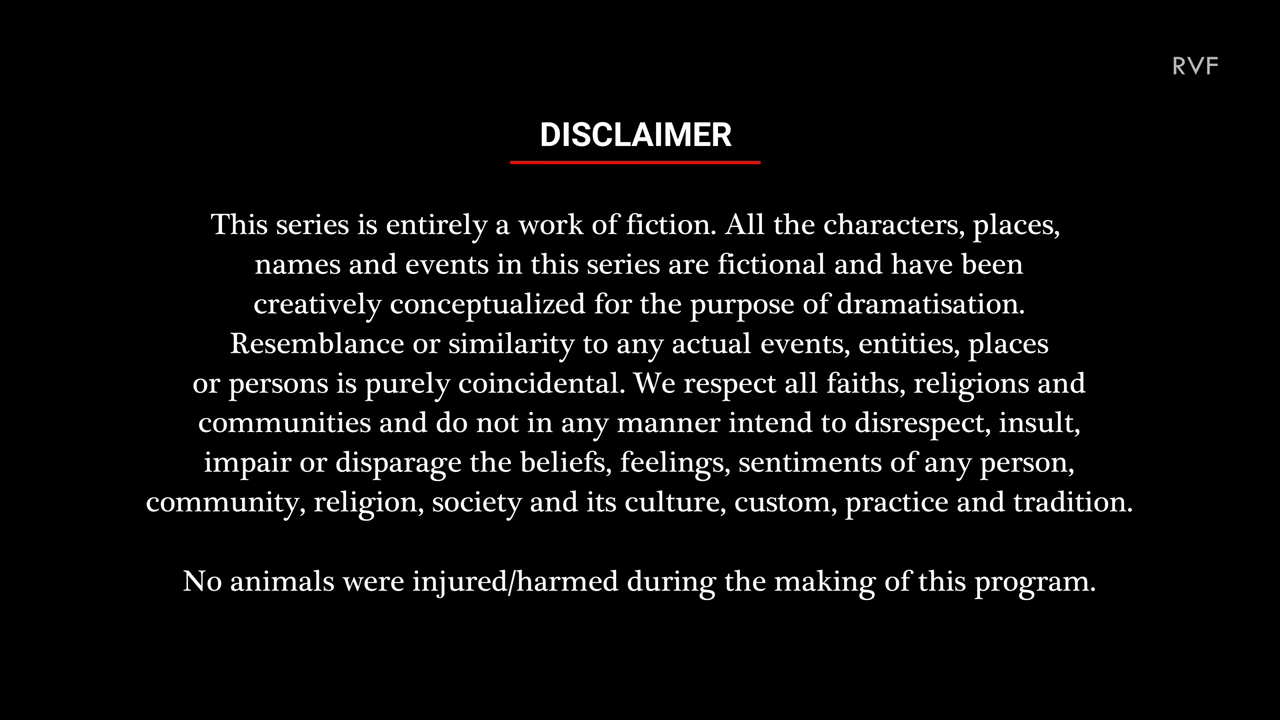 RVF
DISCLAIMER
This series is entirely a work of fiction. All the characters, places,
names and events in this series are fictional and have been
creatively conceptualized for the purpose of dramatisation.
Resemblance or similarity to any actual events, entities, places
or persons is purely coincidental. We respect all faiths, religions and
communities and do not in any manner intend to disrespect, insult,
impair or disparage the beliefs, feelings, sentiments of any person,
community, religion, society and its culture, custom, practice and tradition.
No animals were injured/harmed during the making of this program.